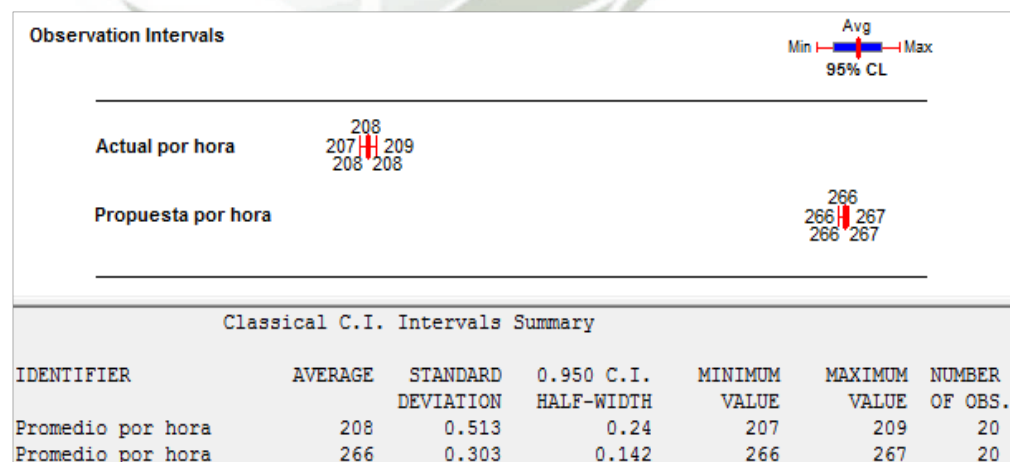 Observation Intervals
Avg
Min Max
95% CL
208
Actual por hora 207 209
208 208
266
Propuesta por hora 266 267
266 267
Classical C.I. Intervals Summary
IDENTIFIER AVERAGE STANDARD 0.950 C.I. MINIMUM MAXIMUM NUMBER
DEVIATION HALF-WIDTH VALUE VALUE OF OBS.
Promedio por hora 208 0.513 0.24 207 209 20
Promedio por hora 266 0.303 0.142 266 267 20